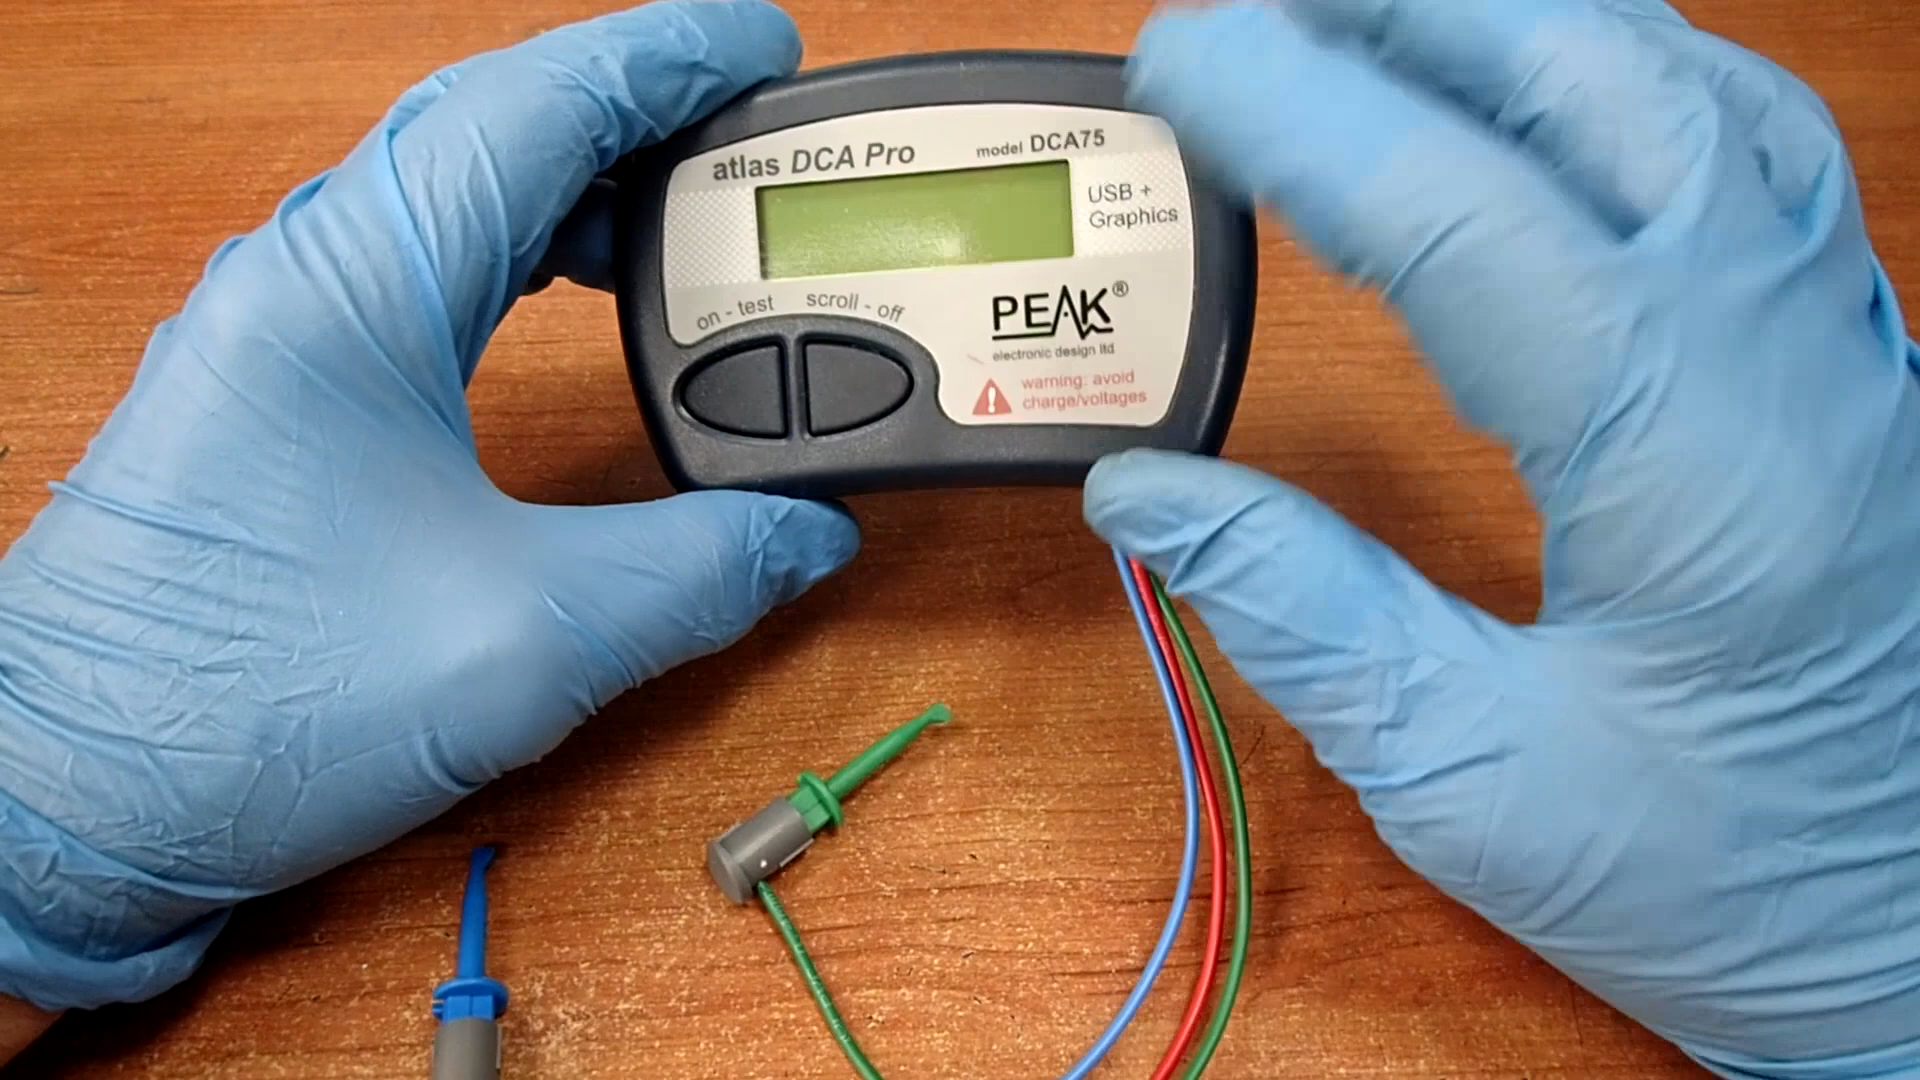 atlas DCA Pro
model DCA75
USB +
Graphics
on - test
scroll - off
PEAK®
electronic design ltd
warning: avoid
charge/voltages